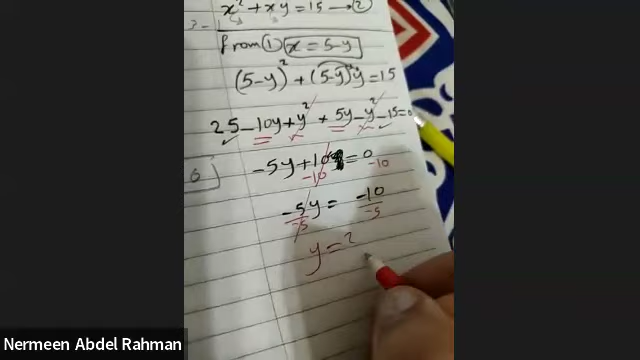 x² + xy = 15 → ②
from ① x = 5-y
(5-y)² + (5-y)y = 15
25 - 10y + y² + 5y - y² - 15 = 0
-5y + 10 = 0
-10 -10
-5y = -10
-5 -5
y = 2
6
Nermeen Abdel Rahman